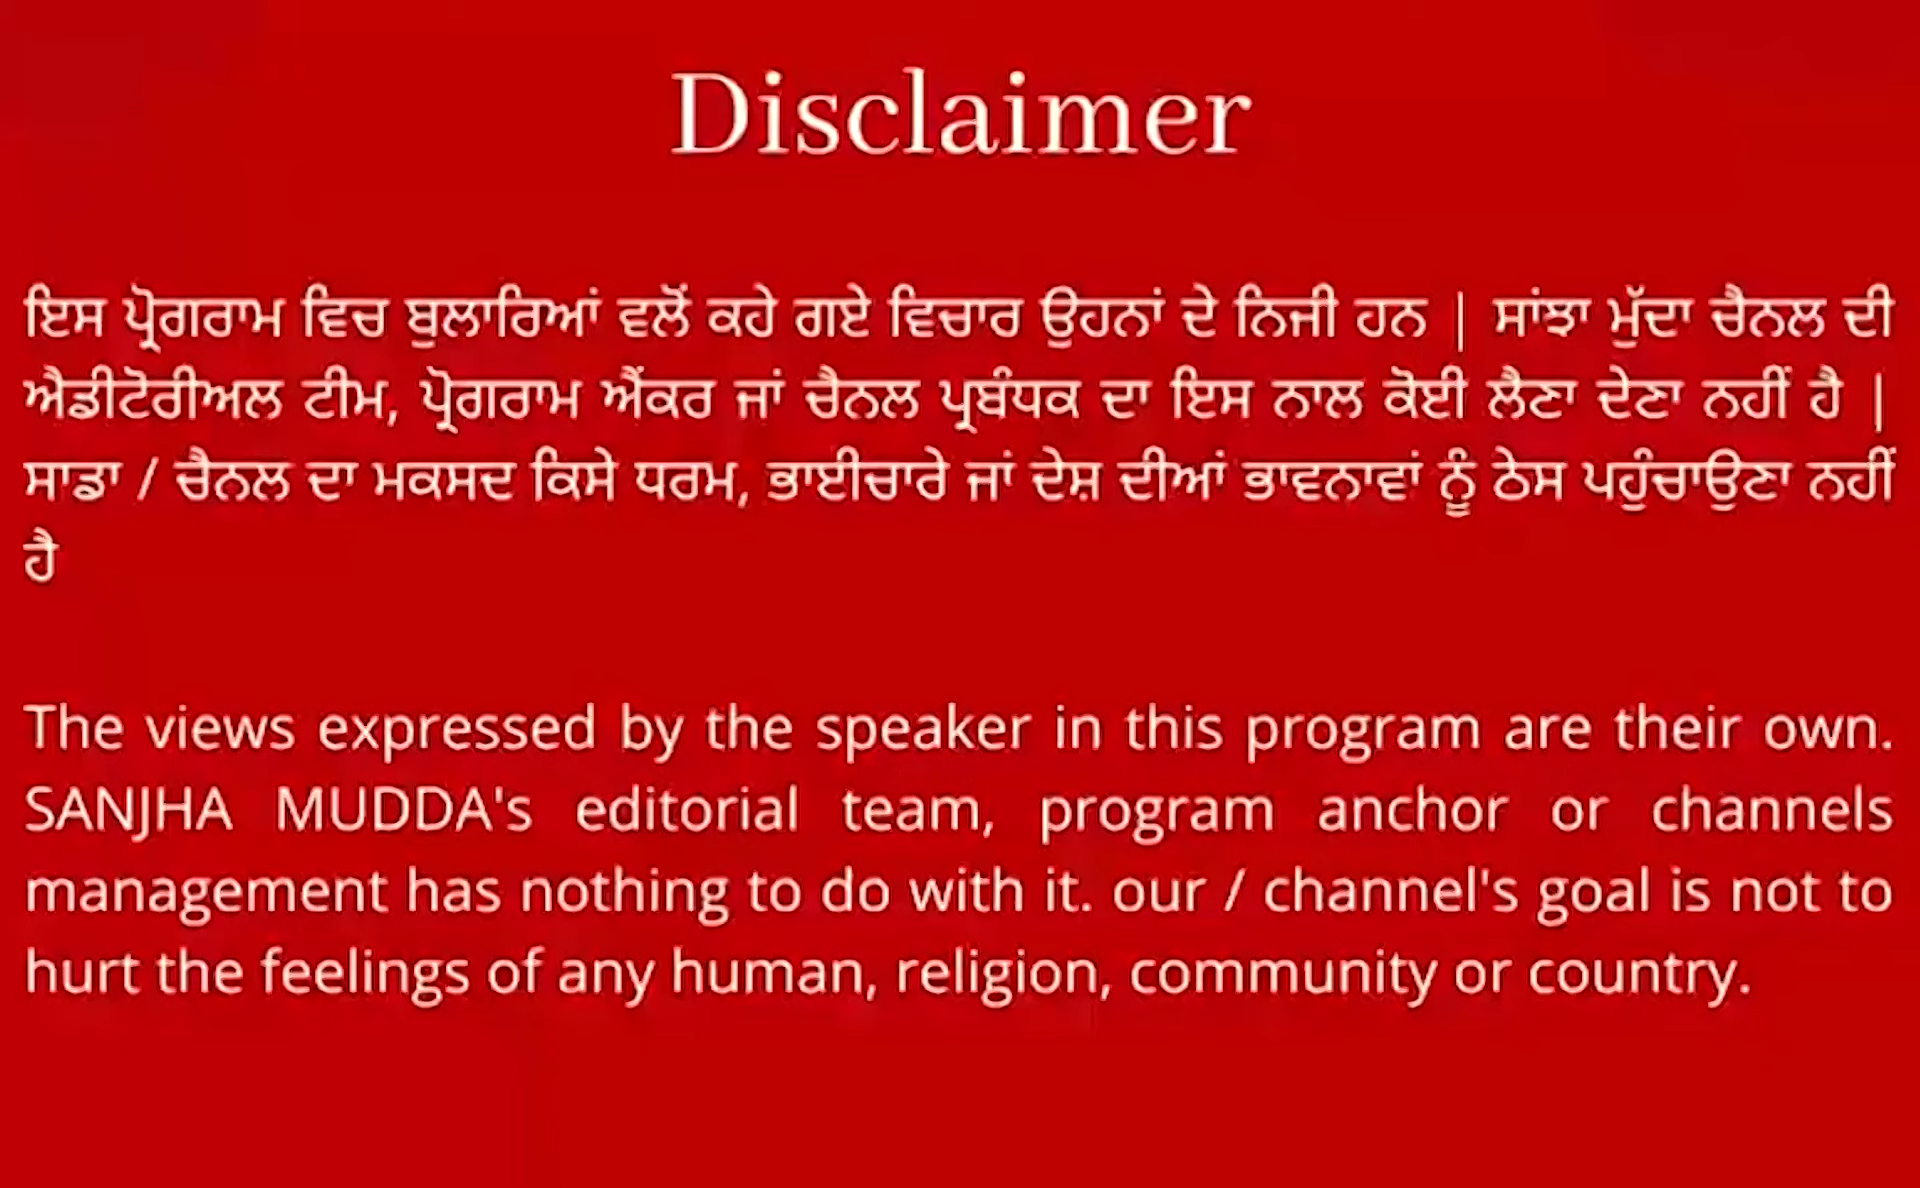 Disclaimer
ਇਸ ਪ੍ਰੋਗਰਾਮ ਵਿਚ ਬੁਲਾਰਿਆਂ ਵਲੋਂ ਕਹੇ ਗਏ ਵਿਚਾਰ ਉਹਨਾਂ ਦੇ ਨਿਜੀ ਹਨ | ਸਾਂਝਾ ਮੁੱਦਾ ਚੈਨਲ ਦੀ
ਐਡੀਟੋਰੀਅਲ ਟੀਮ, ਪ੍ਰੋਗਰਾਮ ਐਂਕਰ ਜਾਂ ਚੈਨਲ ਪ੍ਰਬੰਧਕ ਦਾ ਇਸ ਨਾਲ ਕੋਈ ਲੈਣਾ ਦੇਣਾ ਨਹੀਂ ਹੈ |
ਸਾਡਾ / ਚੈਨਲ ਦਾ ਮਕਸਦ ਕਿਸੇ ਧਰਮ, ਭਾਈਚਾਰੇ ਜਾਂ ਦੇਸ਼ ਦੀਆਂ ਭਾਵਨਾਵਾਂ ਨੂੰ ਠੇਸ ਪਹੁੰਚਾਉਣਾ ਨਹੀਂ
ਹੈ
The views expressed by the speaker in this program are their own.
SANJHA MUDDA's editorial team, program anchor or channels
management has nothing to do with it. our / channel's goal is not to
hurt the feelings of any human, religion, community or country.